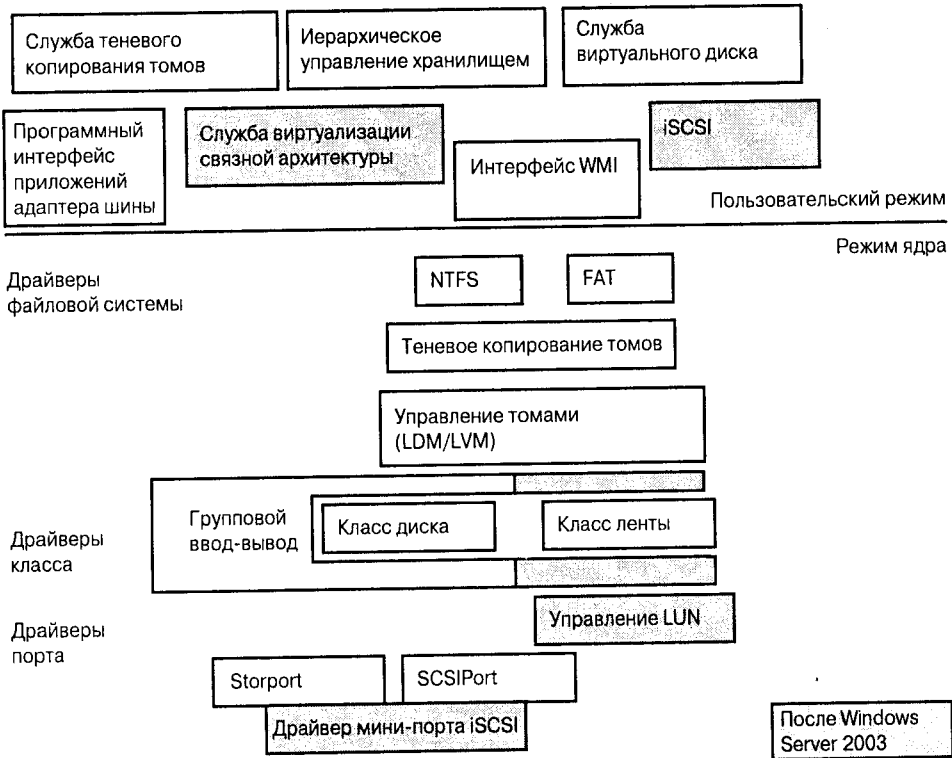 Служба теневого
копирования томов
Иерархическое
управление хранилищем
Служба
виртуального диска
Программный
интерфейс
приложений
адаптера шины
Служба виртуализации
связной архитектуры
Интерфейс WMI
iSCSI
Пользовательский режим
Режим ядра
Драйверы
файловой системы
NTFS
FAT
Теневое копирование томов
Управление томами
(LDM/LVM)
Драйверы
класса
Групповой
ввод-вывод
Класс диска
Класс ленты
Драйверы
порта
Управление LUN
Storport
SCSIPort
Драйвер мини-порта iSCSI
После Windows
Server 2003